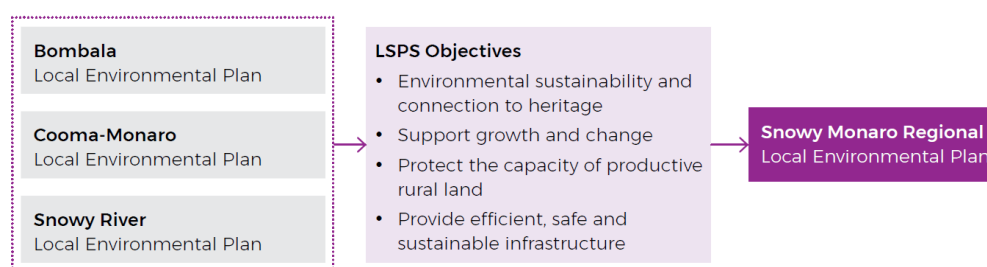 Bombala
Local Environmental Plan
Cooma-Monaro
Local Environmental Plan
Snowy River
Local Environmental Plan
LSPS Objectives
• Environmental sustainability and
connection to heritage
• Support growth and change
• Protect the capacity of productive
rural land
• Provide efficient, safe and
sustainable infrastructure
Snowy Monaro Regional
Local Environmental Plan